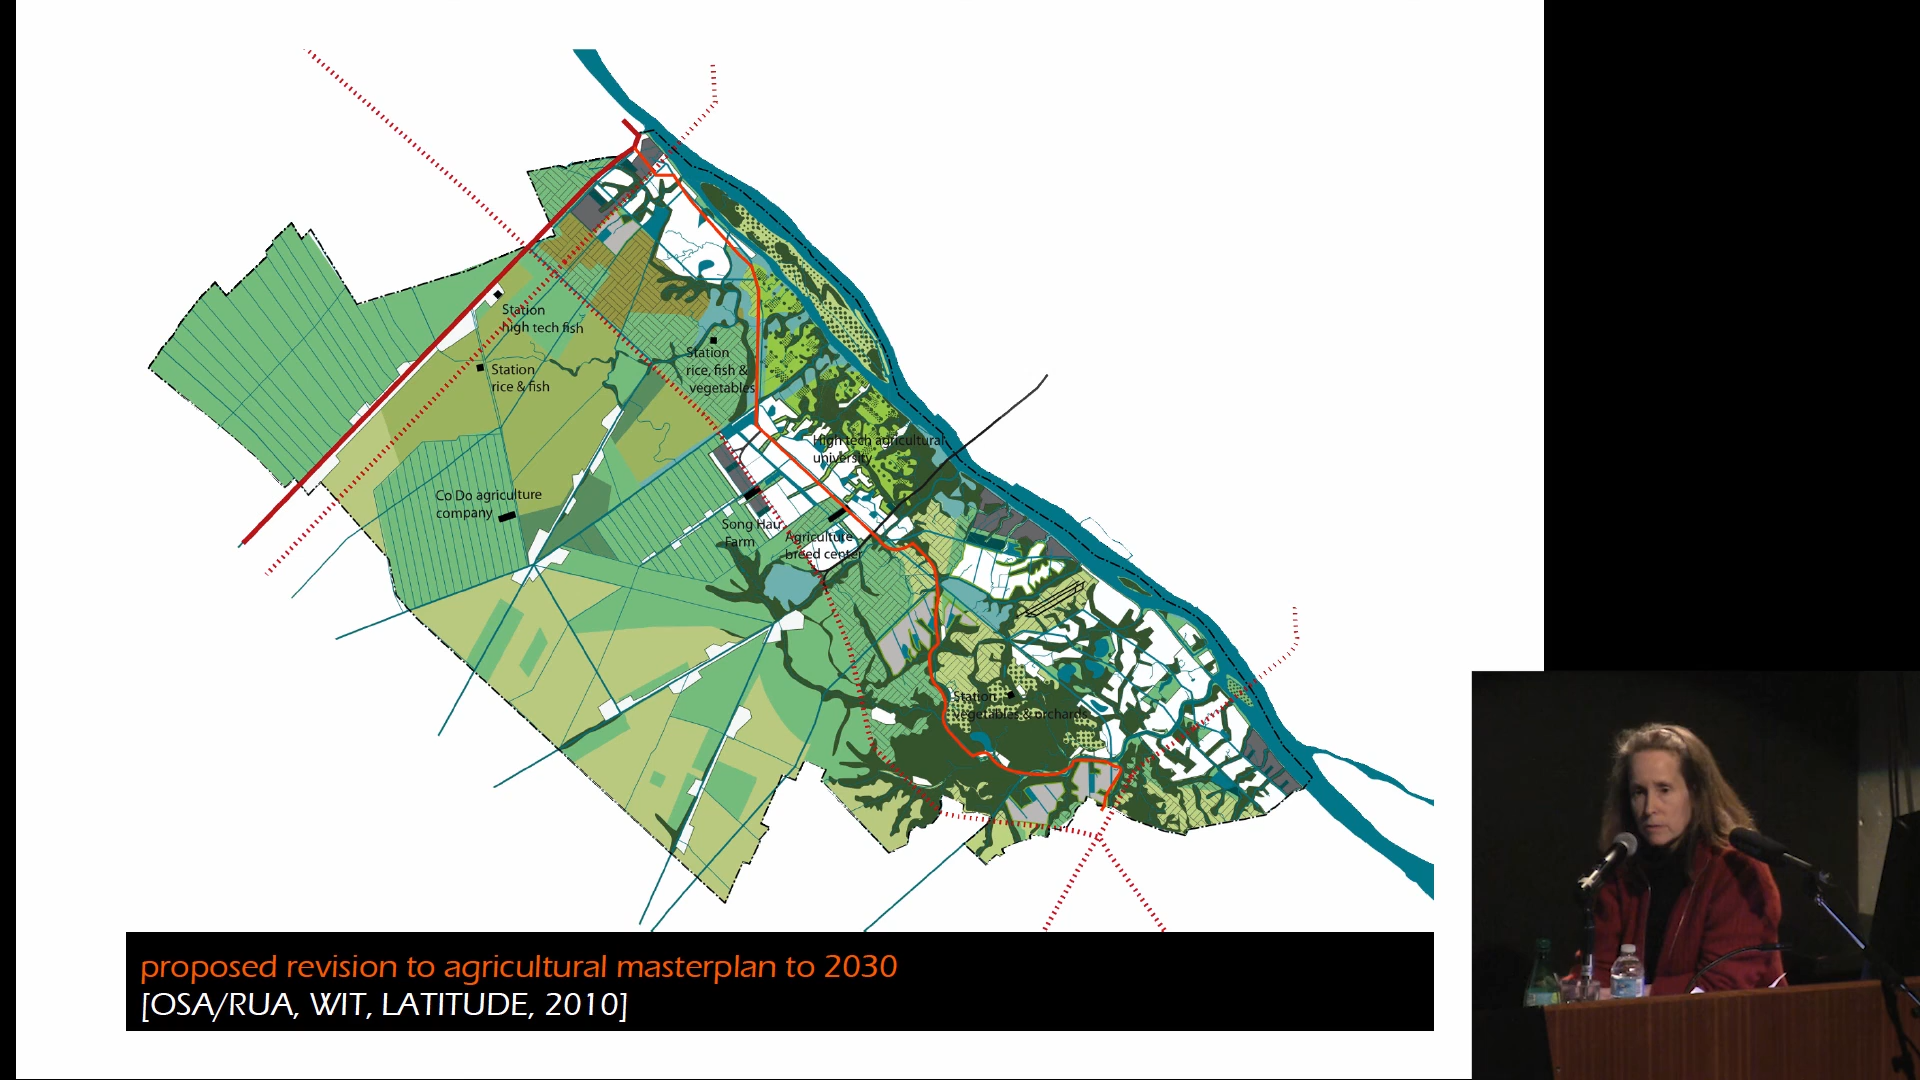 Station
high tech fish
Station
rice & fish
Station
rice, fish &
vegetables
High tech agricultural
university
Co Do agriculture
company
Song Hau
Farm
Agriculture
breed center
Station
vegetables & orchards
proposed revision to agricultural masterplan to 2030
[OSA/RUA, WIT, LATITUDE, 2010]